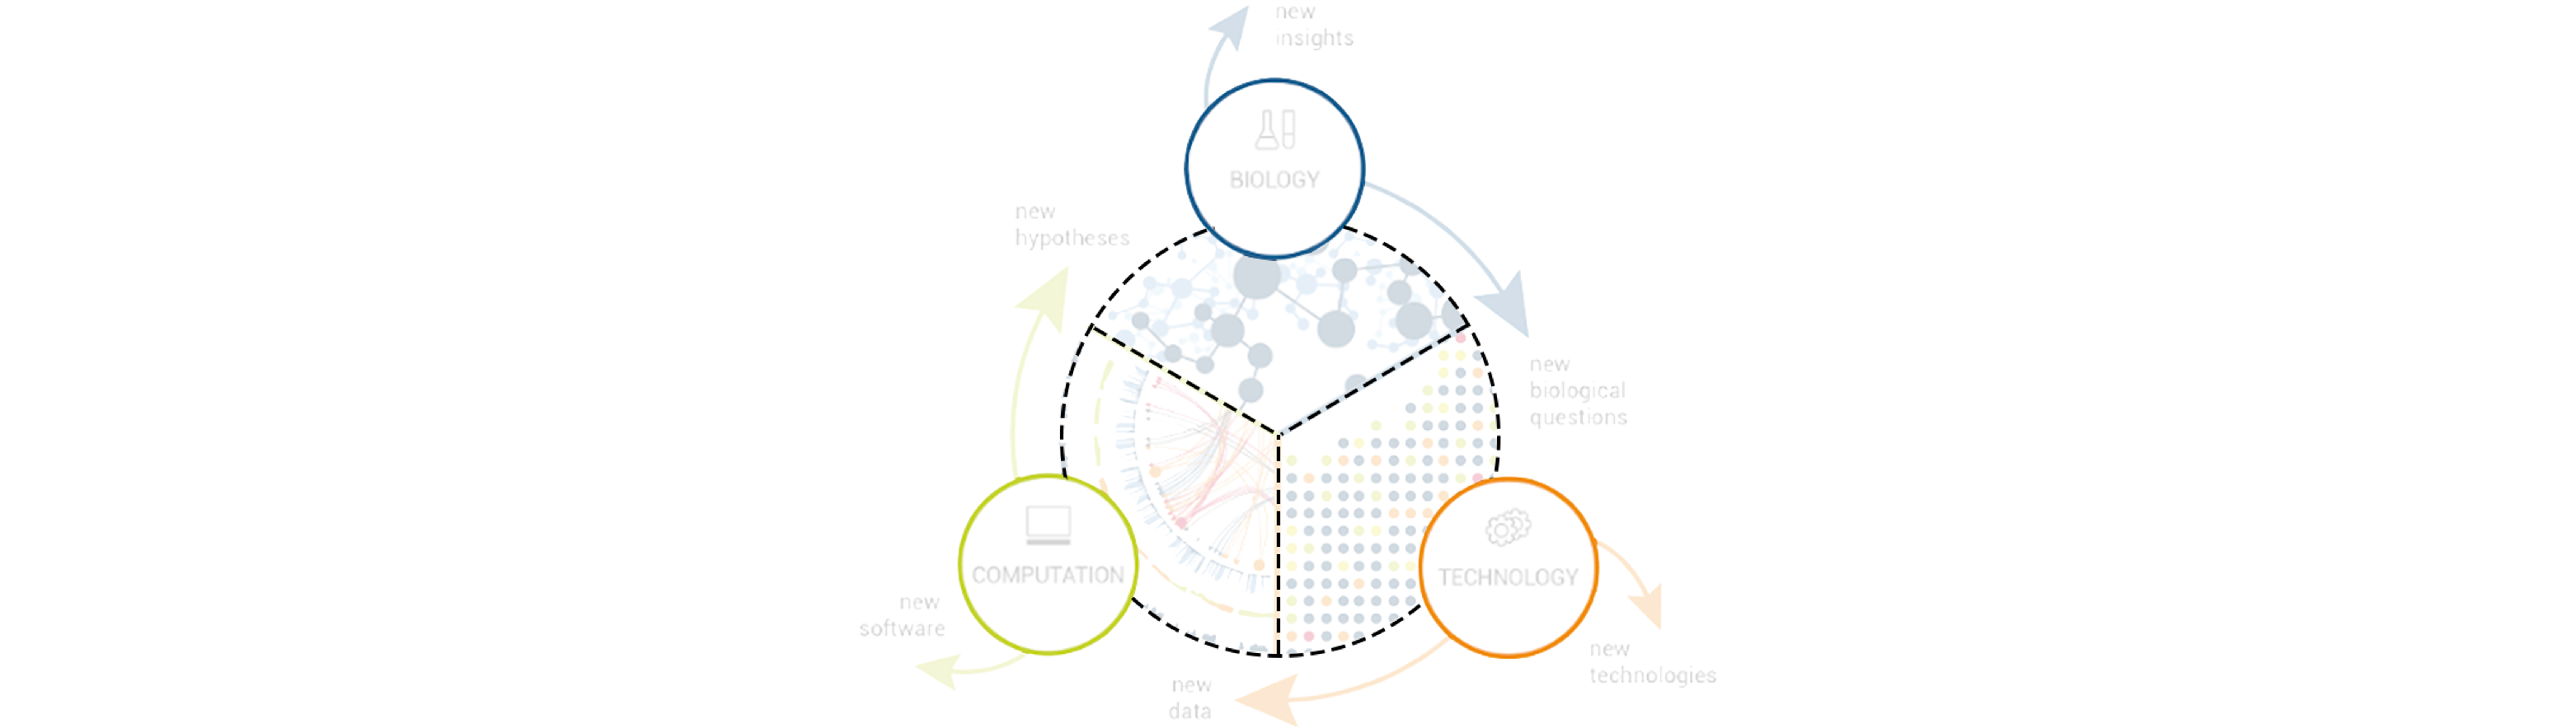 new
insights
BIOLOGY
new
hypotheses
new
biological
questions
COMPUTATION
TECHNOLOGY
new
software
new
technologies
new
data